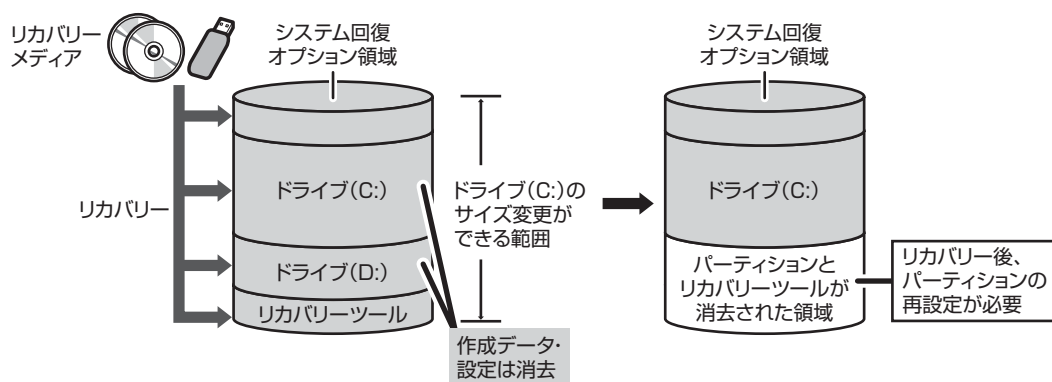 リカバリー
メディア
システム回復
オプション領域
リカバリー
ドライブ(C:)
ドライブ(D:)
リカバリーツール
ドライブ(C:)の
サイズ変更が
できる範囲
作成データ・
設定は消去
システム回復
オプション領域
ドライブ(C:)
パーティションと
リカバリーツールが
消去された領域
リカバリー後、
パーティションの
再設定が必要